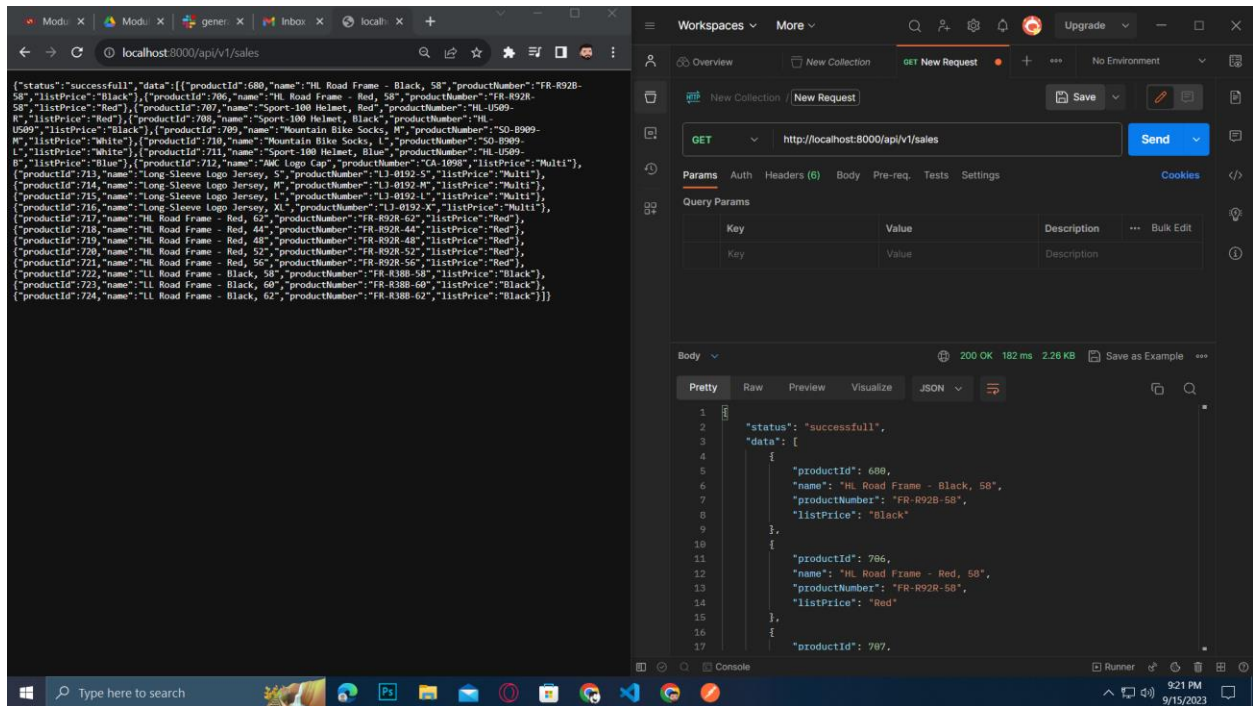 Modul
Modul
genera
Inbox
localh
localhost:8000/api/v1/sales
{"status":"successfull","data":[{"productId":680,"name":"HL Road Frame - Black, 58","productNumber":"FR-R92B-
58","listPrice":"Black"},{"productId":706,"name":"HL Road Frame - Red, 58","productNumber":"FR-R92R-
58","listPrice":"Red"},{"productId":707,"name":"Sport-100 Helmet, Red","productNumber":"HL-U509-
R","listPrice":"Red"},{"productId":708,"name":"Sport-100 Helmet, Black","productNumber":"HL-
U509","listPrice":"Black"},{"productId":709,"name":"Mountain Bike Socks, M","productNumber":"SO-B909-
M","listPrice":"White"},{"productId":710,"name":"Mountain Bike Socks, L","productNumber":"SO-B909-
L","listPrice":"White"},{"productId":711,"name":"Sport-100 Helmet, Blue","productNumber":"HL-U509-
B","listPrice":"Blue"},{"productId":712,"name":"AWC Logo Cap","productNumber":"CA-1098","listPrice":"Multi"},
{"productId":713,"name":"Long-Sleeve Logo Jersey, S","productNumber":"LJ-0192-S","listPrice":"Multi"},
{"productId":714,"name":"Long-Sleeve Logo Jersey, M","productNumber":"LJ-0192-M","listPrice":"Multi"},
{"productId":715,"name":"Long-Sleeve Logo Jersey, L","productNumber":"LJ-0192-L","listPrice":"Multi"},
{"productId":716,"name":"Long-Sleeve Logo Jersey, XL","productNumber":"LJ-0192-X","listPrice":"Multi"},
{"productId":717,"name":"HL Road Frame - Red, 62","productNumber":"FR-R92R-62","listPrice":"Red"},
{"productId":718,"name":"HL Road Frame - Red, 44","productNumber":"FR-R92R-44","listPrice":"Red"},
{"productId":719,"name":"HL Road Frame - Red, 48","productNumber":"FR-R92R-48","listPrice":"Red"},
{"productId":720,"name":"HL Road Frame - Red, 52","productNumber":"FR-R92R-52","listPrice":"Red"},
{"productId":721,"name":"HL Road Frame - Red, 56","productNumber":"FR-R92R-56","listPrice":"Red"},
{"productId":722,"name":"LL Road Frame - Black, 58","productNumber":"FR-R38B-58","listPrice":"Black"},
{"productId":723,"name":"LL Road Frame - Black, 60","productNumber":"FR-R38B-60","listPrice":"Black"},
{"productId":724,"name":"LL Road Frame - Black, 62","productNumber":"FR-R38B-62","listPrice":"Black"}]}
Workspaces More Upgrade
Overview New Collection GET New Request No Environment
HTTP New Collection / New Request Save
GET http://localhost:8000/api/v1/sales Send
Params Auth Headers (6) Body Pre-req. Tests Settings Cookies
Query Params
Key Value Description Bulk Edit
Key Value Description
Body 200 OK 182 ms 2.26 KB Save as Example
Pretty Raw Preview Visualize JSON
1 {
2 "status": "successfull",
3 "data": [
4 {
5 "productId": 680,
6 "name": "HL Road Frame - Black, 58",
7 "productNumber": "FR-R92B-58",
8 "listPrice": "Black"
9 },
10 {
11 "productId": 706,
12 "name": "HL Road Frame - Red, 58",
13 "productNumber": "FR-R92R-58",
14 "listPrice": "Red"
15 },
16 {
17 "productId": 707,
Console Runner
Type here to search
Ps
9:21 PM
9/15/2023